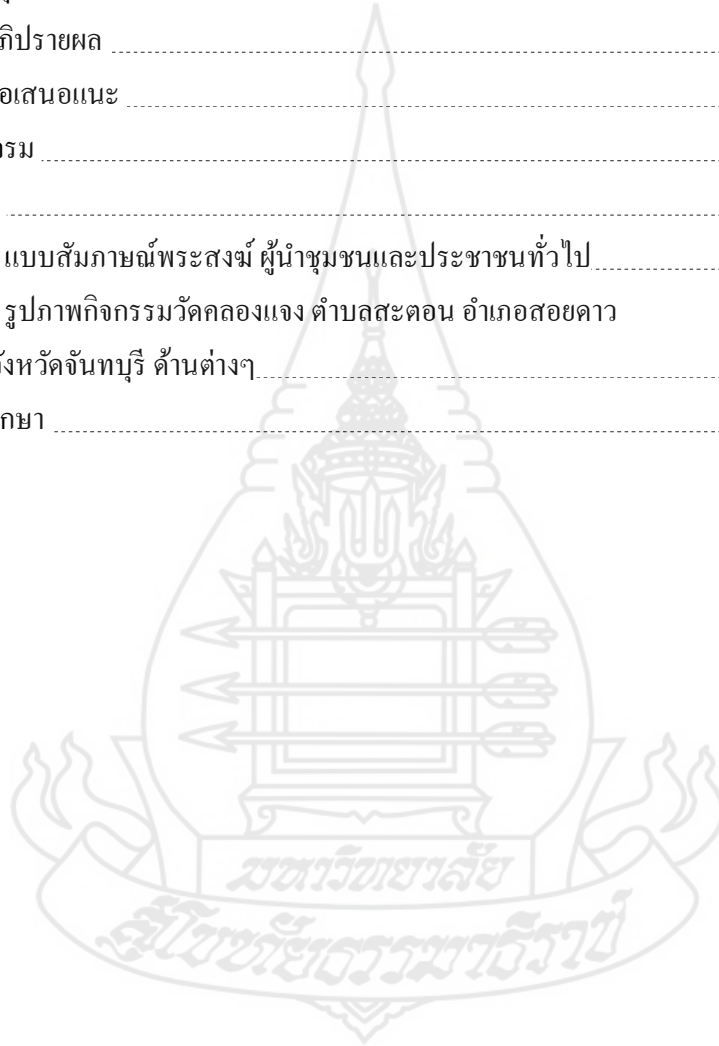 ภิปรายผล
อเสนอแนะ
รรม
แบบสัมภาษณ์พระสงฆ์ ผู้นำชุมชนและประชาชนทั่วไป
รูปภาพกิจกรรมวัดคลองแจง ตำบลสะตอน อำเภอสอยดาว
จังหวัดจันทบุรี ด้านต่างๆ
กษา
มหาวิทยาลัย
สุโขทัยธรรมาธิราช